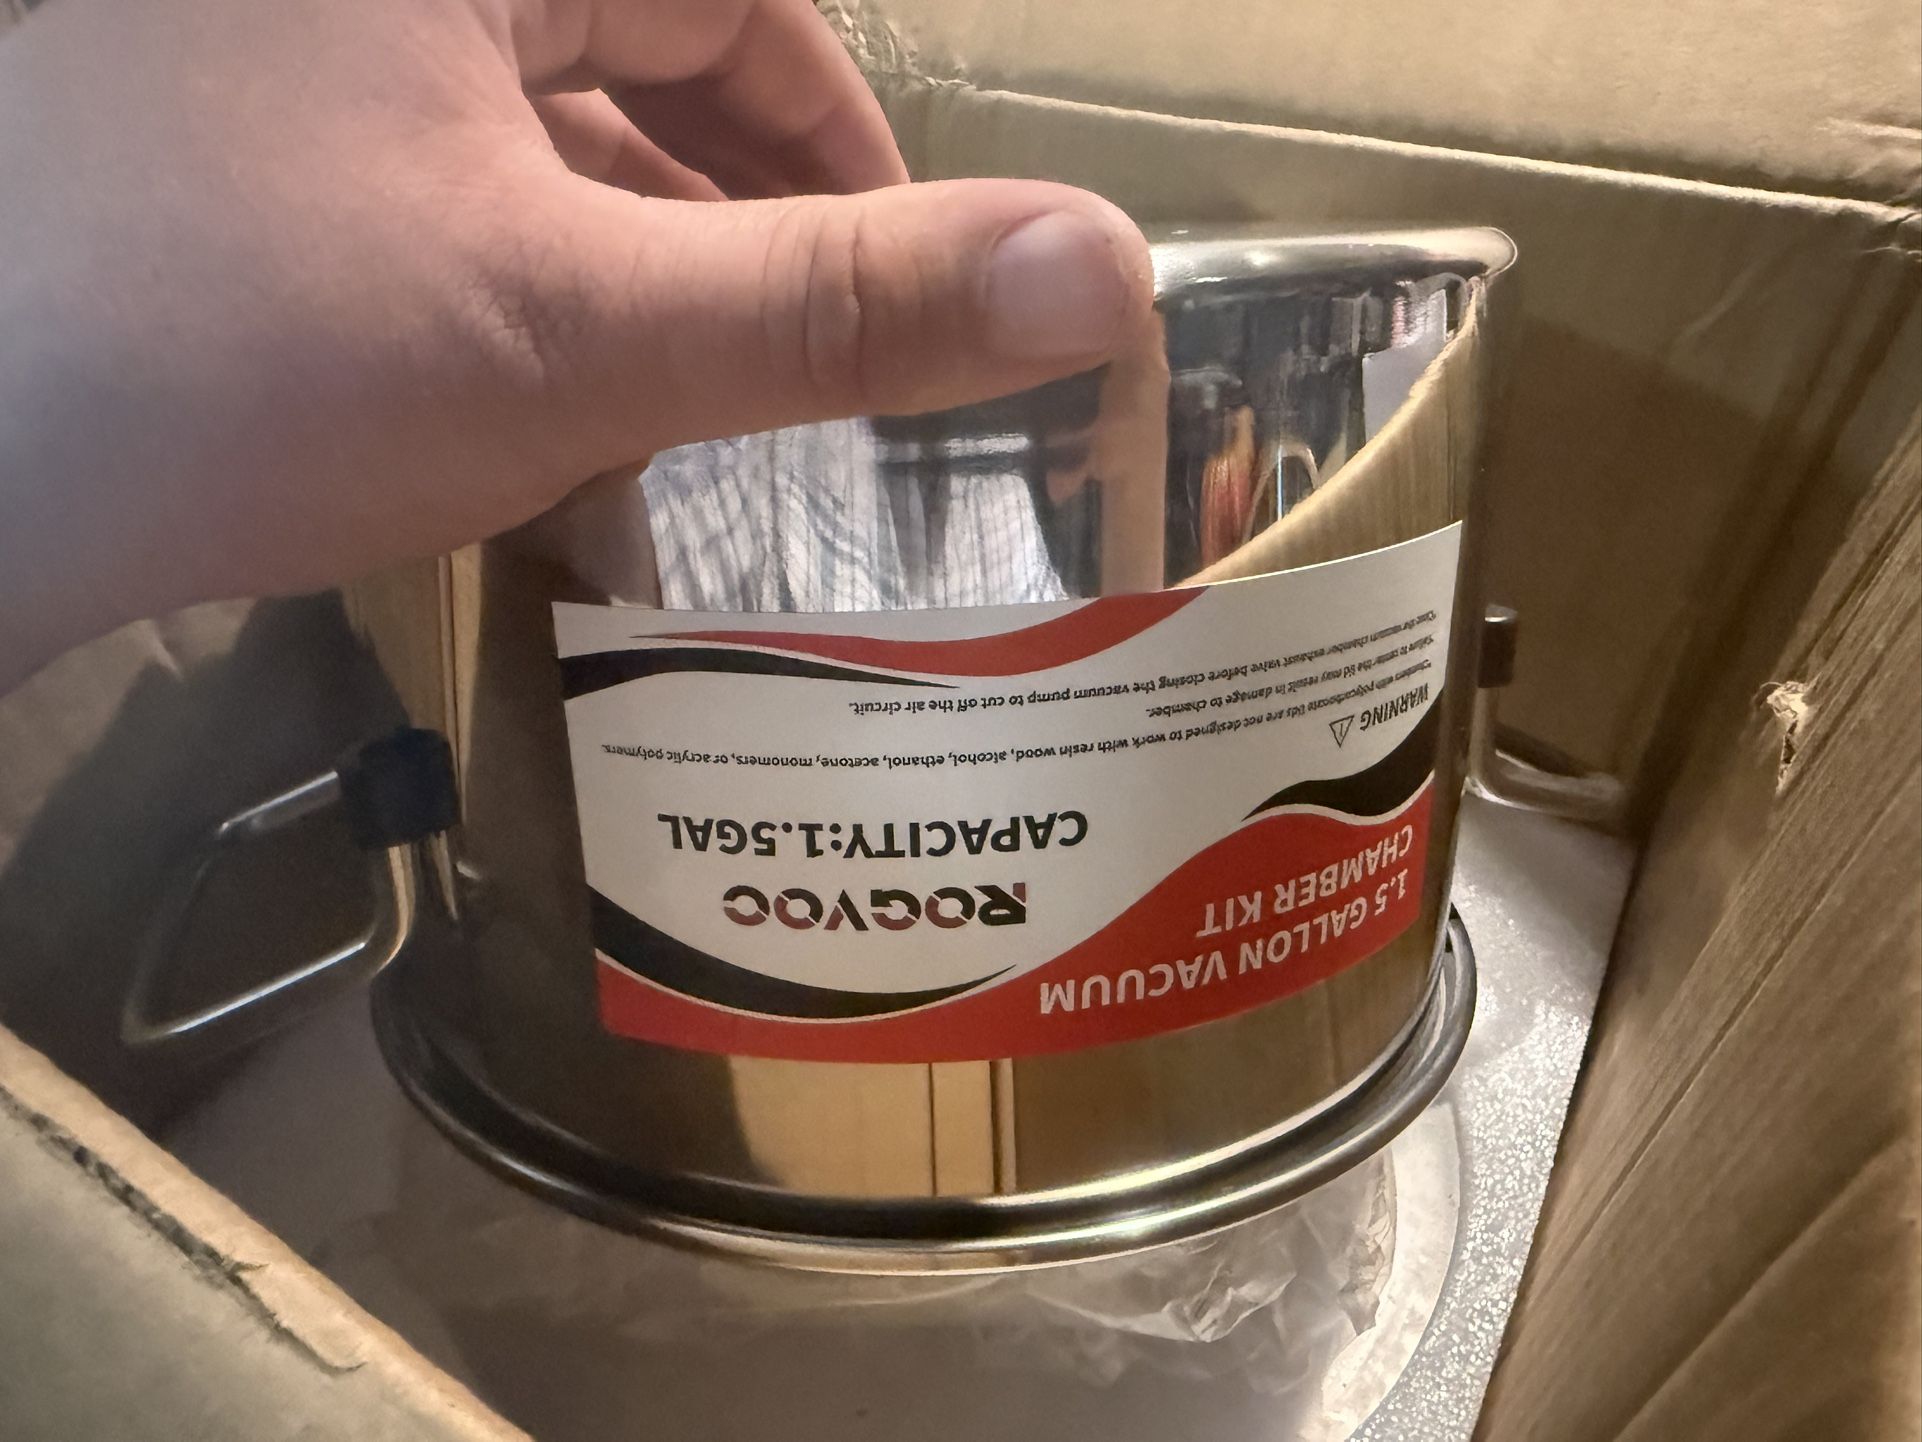 1.5 GALLON VACUUM
CHAMBER KIT
ROGVOC
CAPACITY:1.5GAL
WARNING
*Chambers with polycarbonate lids are not designed to work with resin wood, alcohol, ethanol, acetone, monomers, or acrylic polymers.
*Failure to center the lid may result in damage to chamber.
*Close the vacuum chamber exhaust valve before closing the vacuum pump to cut off the air circuit.